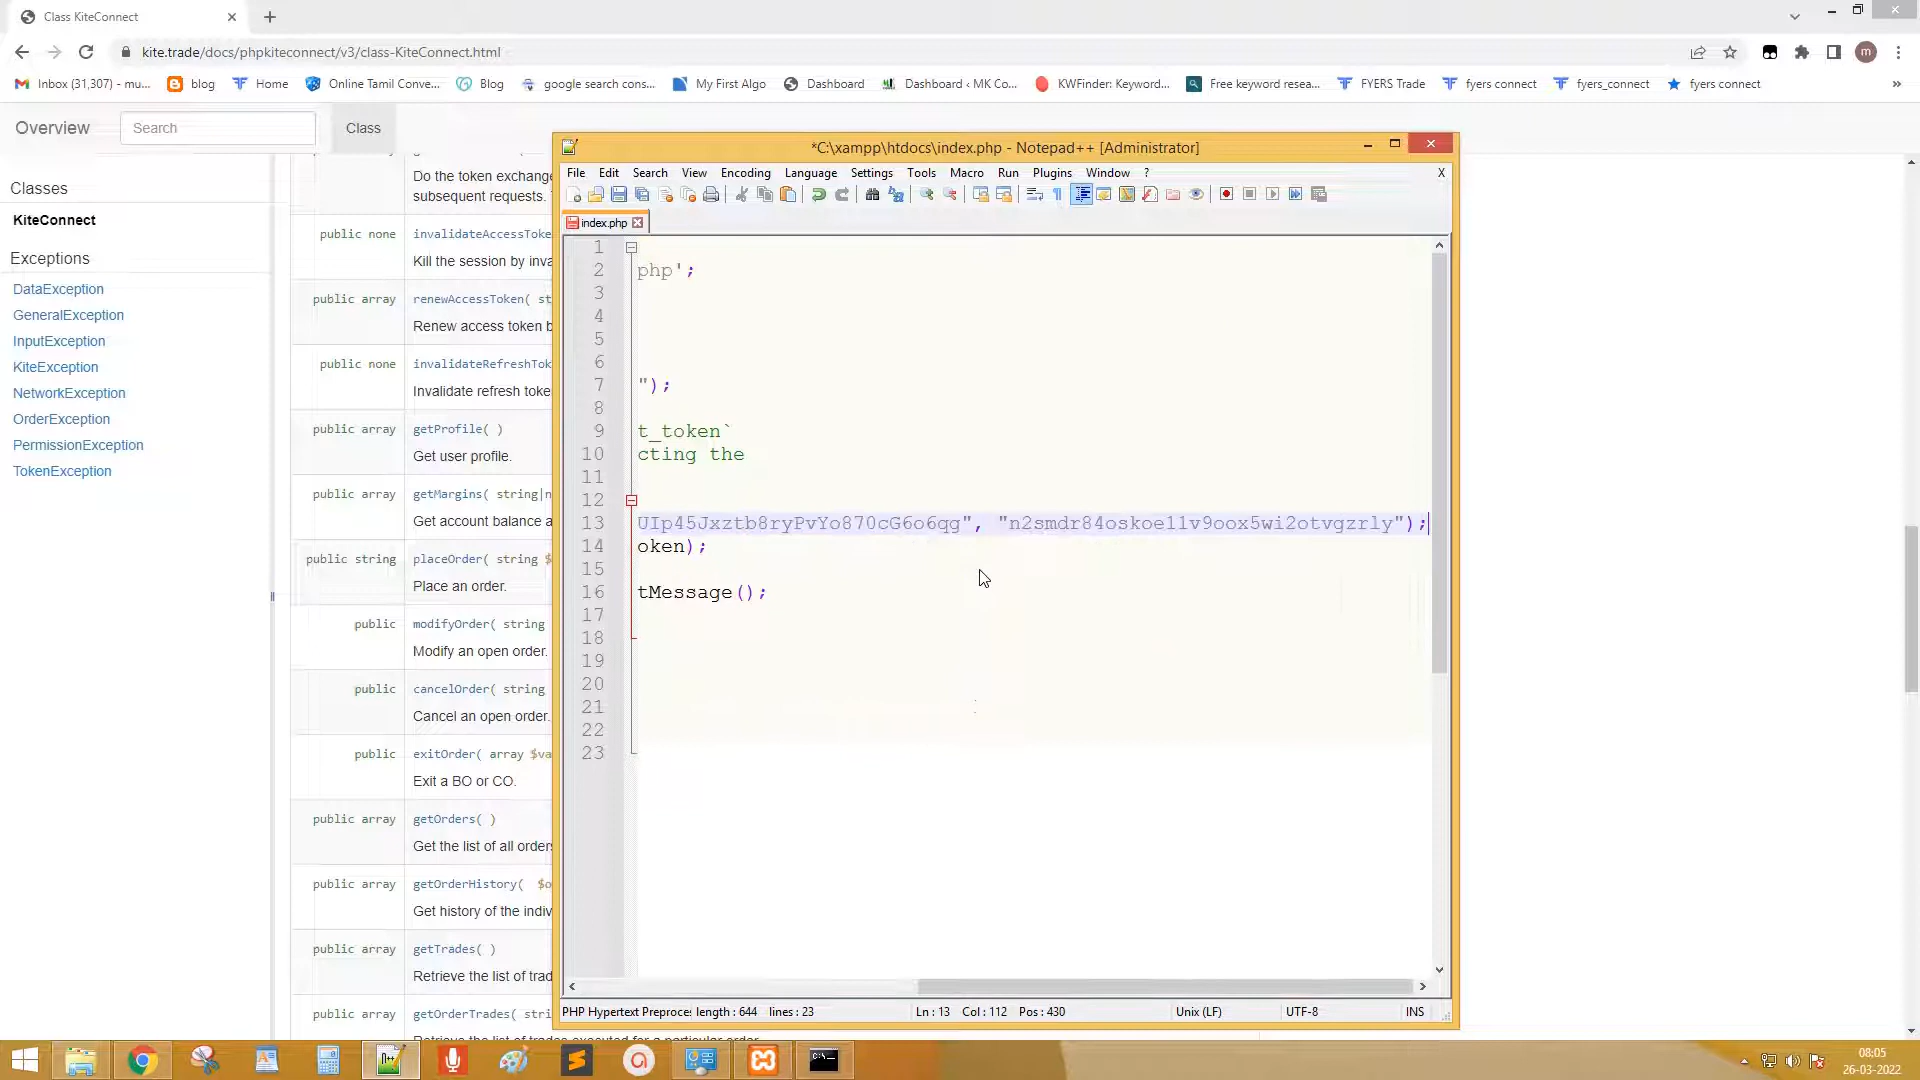 Class KiteConnect
kite.trade/docs/phpkiteconnect/v3/class-KiteConnect.html
m
Inbox (31,307) - mu...
blog
Home
Online Tamil Conve...
Blog
google search cons...
My First Algo
Dashboard
Dashboard ‹ MK Co...
KWFinder: Keyword...
Free keyword resea...
FYERS Trade
fyers connect
fyers_connect
fyers connect
»
Overview
Search
Class
Classes
KiteConnect
Exceptions
DataException
GeneralException
InputException
KiteException
NetworkException
OrderException
PermissionException
TokenException
Do the token exchange
subsequent requests.
public none invalidateAccessToke
Kill the session by inva
public array renewAccessToken( st
Renew access token b
public none invalidateRefreshTok
Invalidate refresh toke
public array getProfile( )
Get user profile.
public array getMargins( string|n
Get account balance a
public string placeOrder( string $
Place an order.
public modifyOrder( string
Modify an open order.
public cancelOrder( string
Cancel an open order.
public exitOrder( array $va
Exit a BO or CO.
public array getOrders( )
Get the list of all orders
public array getOrderHistory( $o
Get history of the indiv
public array getTrades( )
Retrieve the list of trad
public array getOrderTrades( stri
Retrieve the list of trades executed for a particular order
*C:\xampp\htdocs\index.php - Notepad++ [Administrator]
File Edit Search View Encoding Language Settings Tools Macro Run Plugins Window ? X
index.php
1
2 php';
3
4
5
6
7 ");
8
9 t_token`
10 cting the
11
12
13 UIp45Jxztb8ryPvYo870cG6o6qg", "n2smdr84oskoe11v9oox5wi2otvgzrly");
14 oken);
15
16 tMessage();
17
18
19
20
21
22
23
PHP Hypertext Preproces length : 644 lines : 23 Ln : 13 Col : 112 Pos : 430 Unix (LF) UTF-8 INS
08:05
26-03-2022